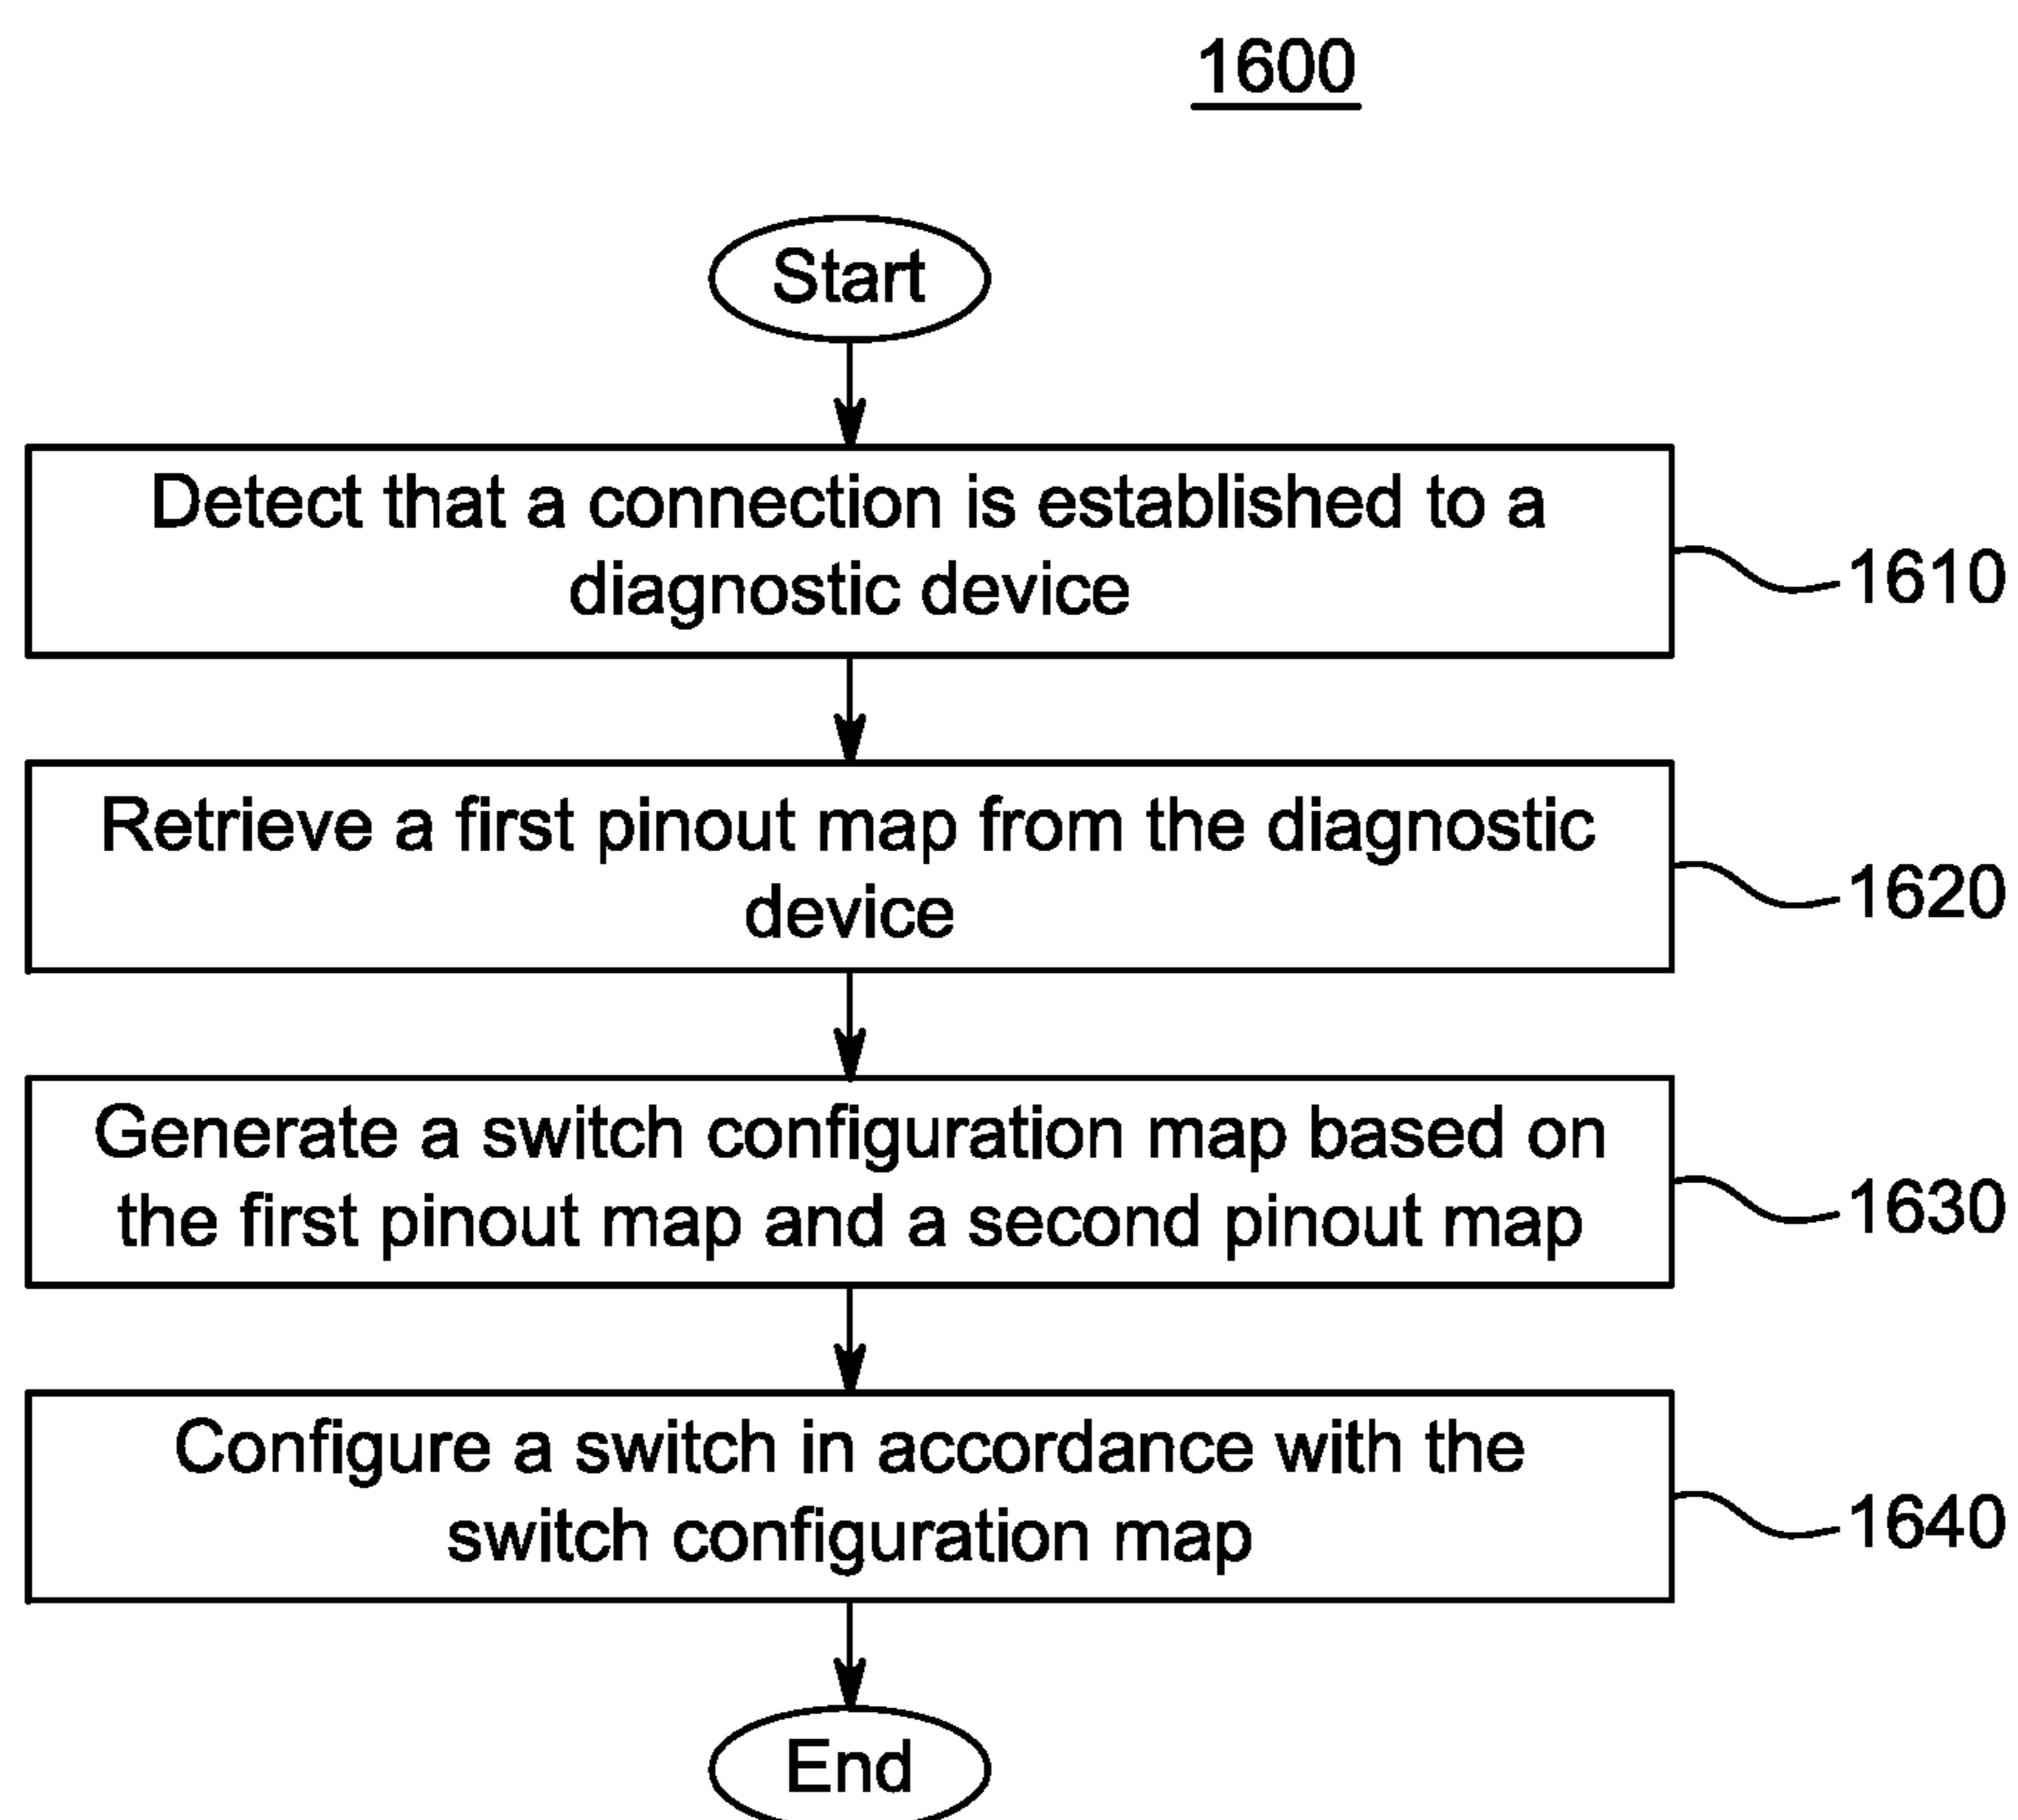 1600
Start
Detect that a connection is established to a
diagnostic device
1610
Retrieve a first pinout map from the diagnostic
device
1620
Generate a switch configuration map based on
the first pinout map and a second pinout map
1630
Configure a switch in accordance with the
switch configuration map
1640
End